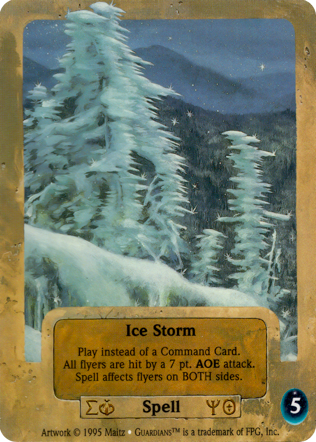 Ice Storm
Play instead of a Command Card.
All flyers are hit by a 7 pt. AOE attack.
Spell affects flyers on BOTH sides.
Spell
5
Artwork © 1995 Maitz • GUARDIANS™ is a trademark of FPG, Inc.